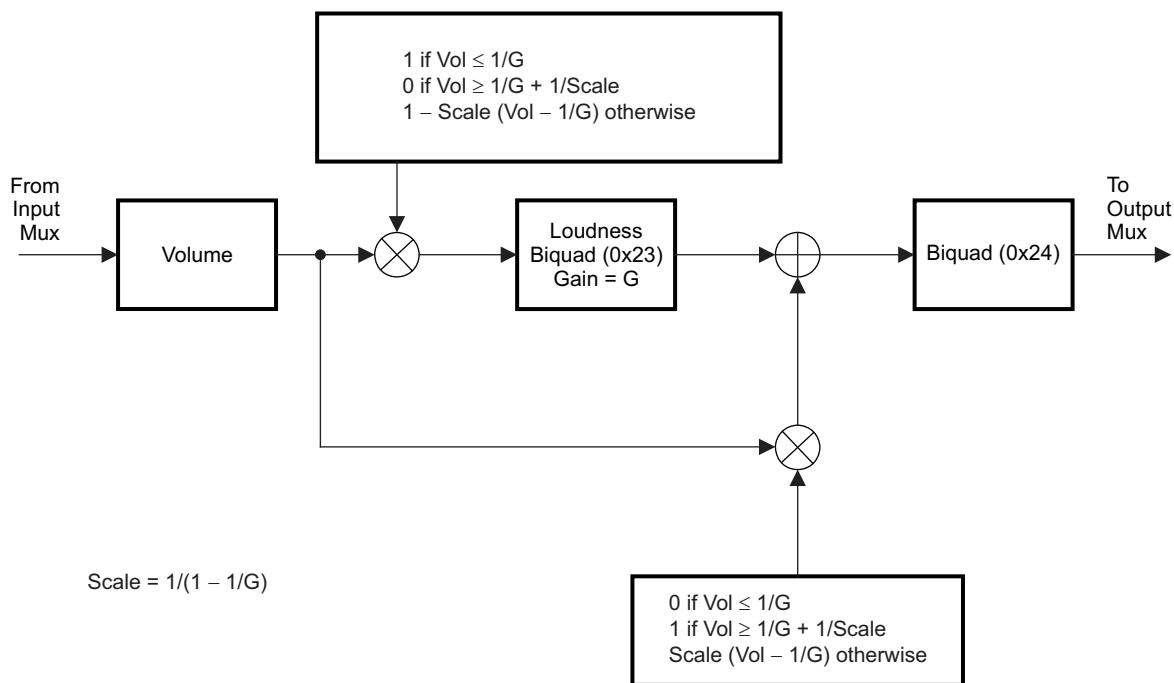 1 if Vol ≤ 1/G
0 if Vol ≥ 1/G + 1/Scale
1 – Scale (Vol – 1/G) otherwise
From
Input
Mux
Volume
Loudness
Biquad (0x23)
Gain = G
Biquad (0x24)
To
Output
Mux
Scale = 1/(1 – 1/G)
0 if Vol ≤ 1/G
1 if Vol ≥ 1/G + 1/Scale
Scale (Vol – 1/G) otherwise